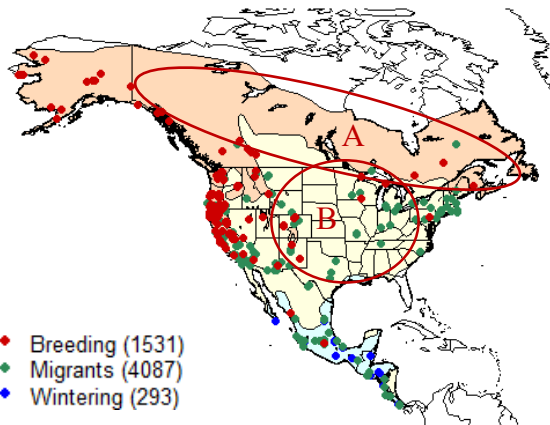 A
B
Breeding (1531)
Migrants (4087)
Wintering (293)